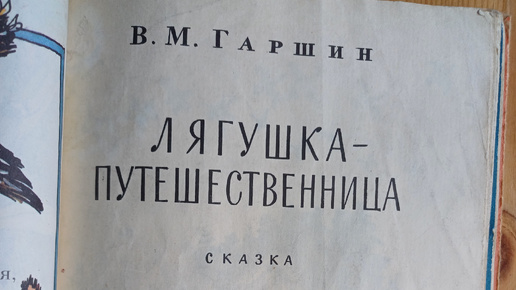 В. М. ГАРШИН
ЛЯГУШКА-
ПУТЕШЕСТВЕННИЦА
СКАЗКА
я,